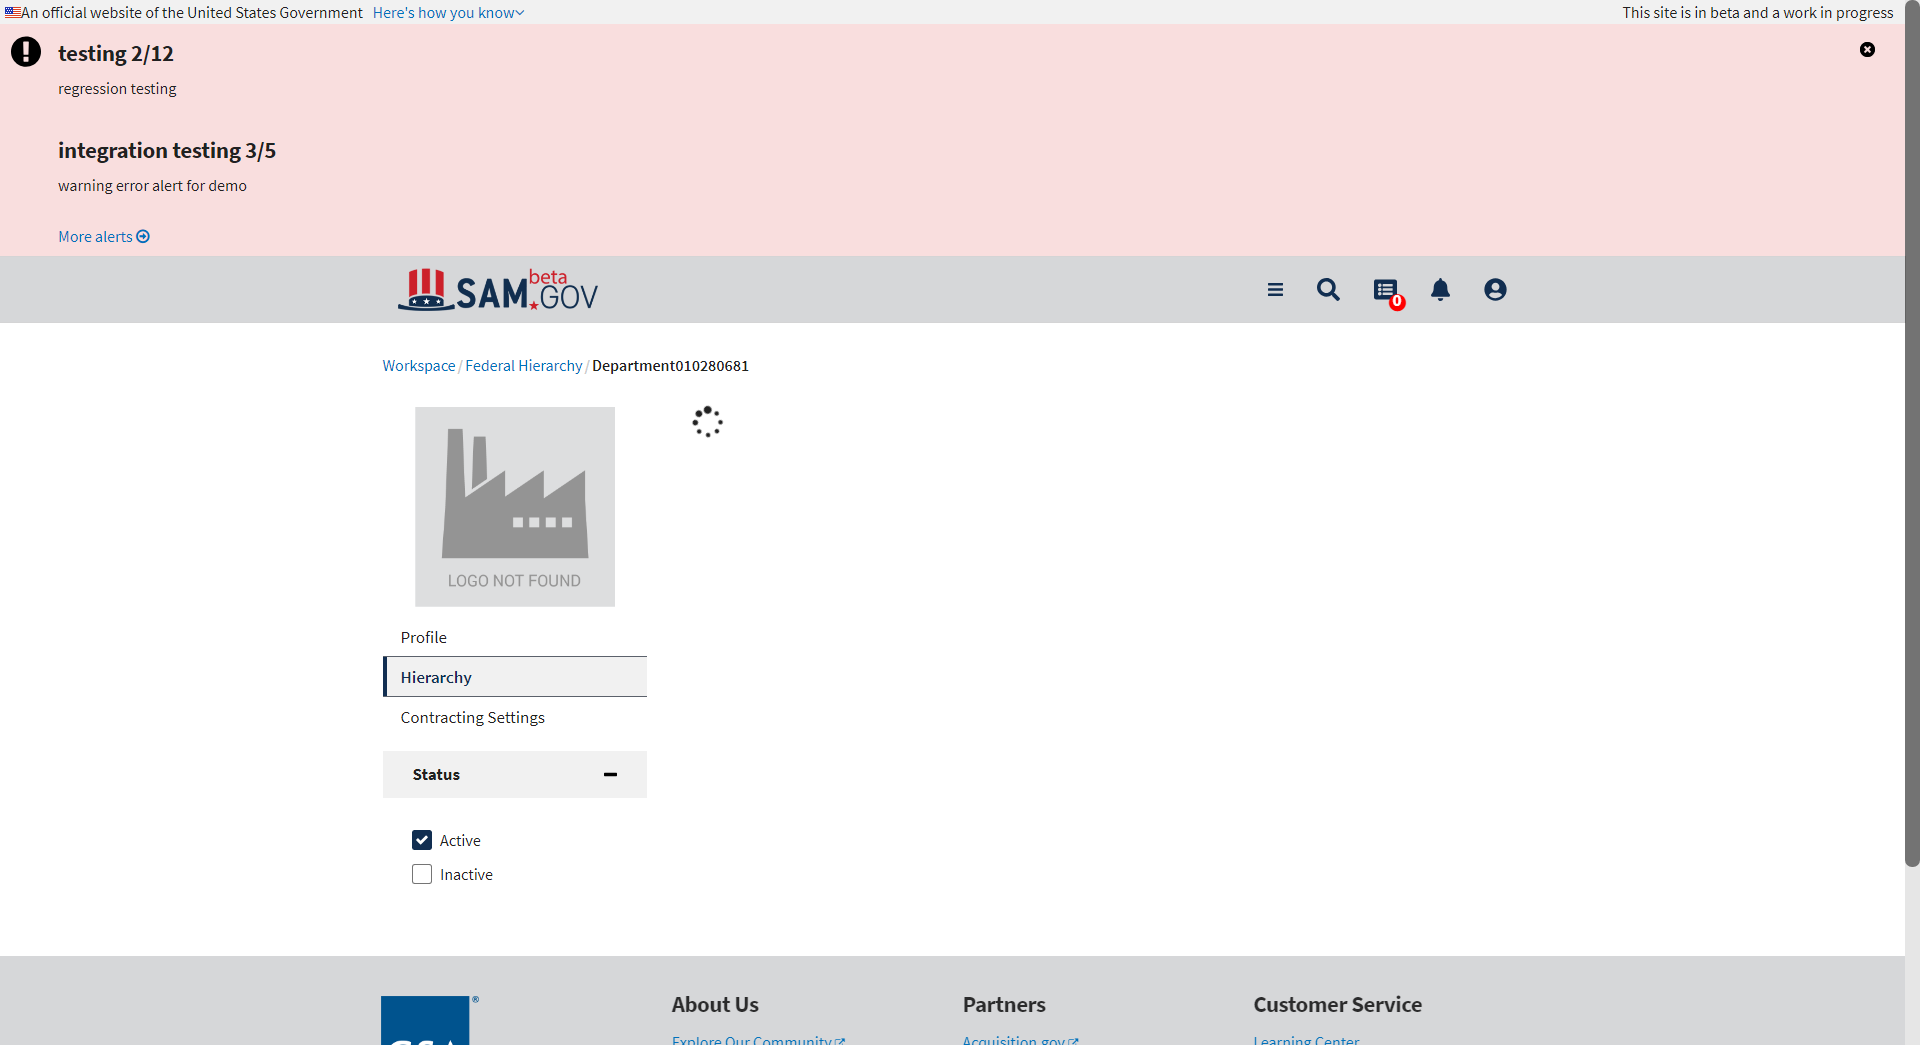 An official website of the United States Government Here's how you know
This site is in beta and a work in progress
testing 2/12
regression testing
integration testing 3/5
warning error alert for demo
More alerts
SAM beta .GOV
0
Workspace / Federal Hierarchy / Department010280681
LOGO NOT FOUND
Profile
Hierarchy
Contracting Settings
Status
Active
Inactive
®
About Us
Partners
Customer Service
Explore Our Community
Acquisition.gov
Learning Center